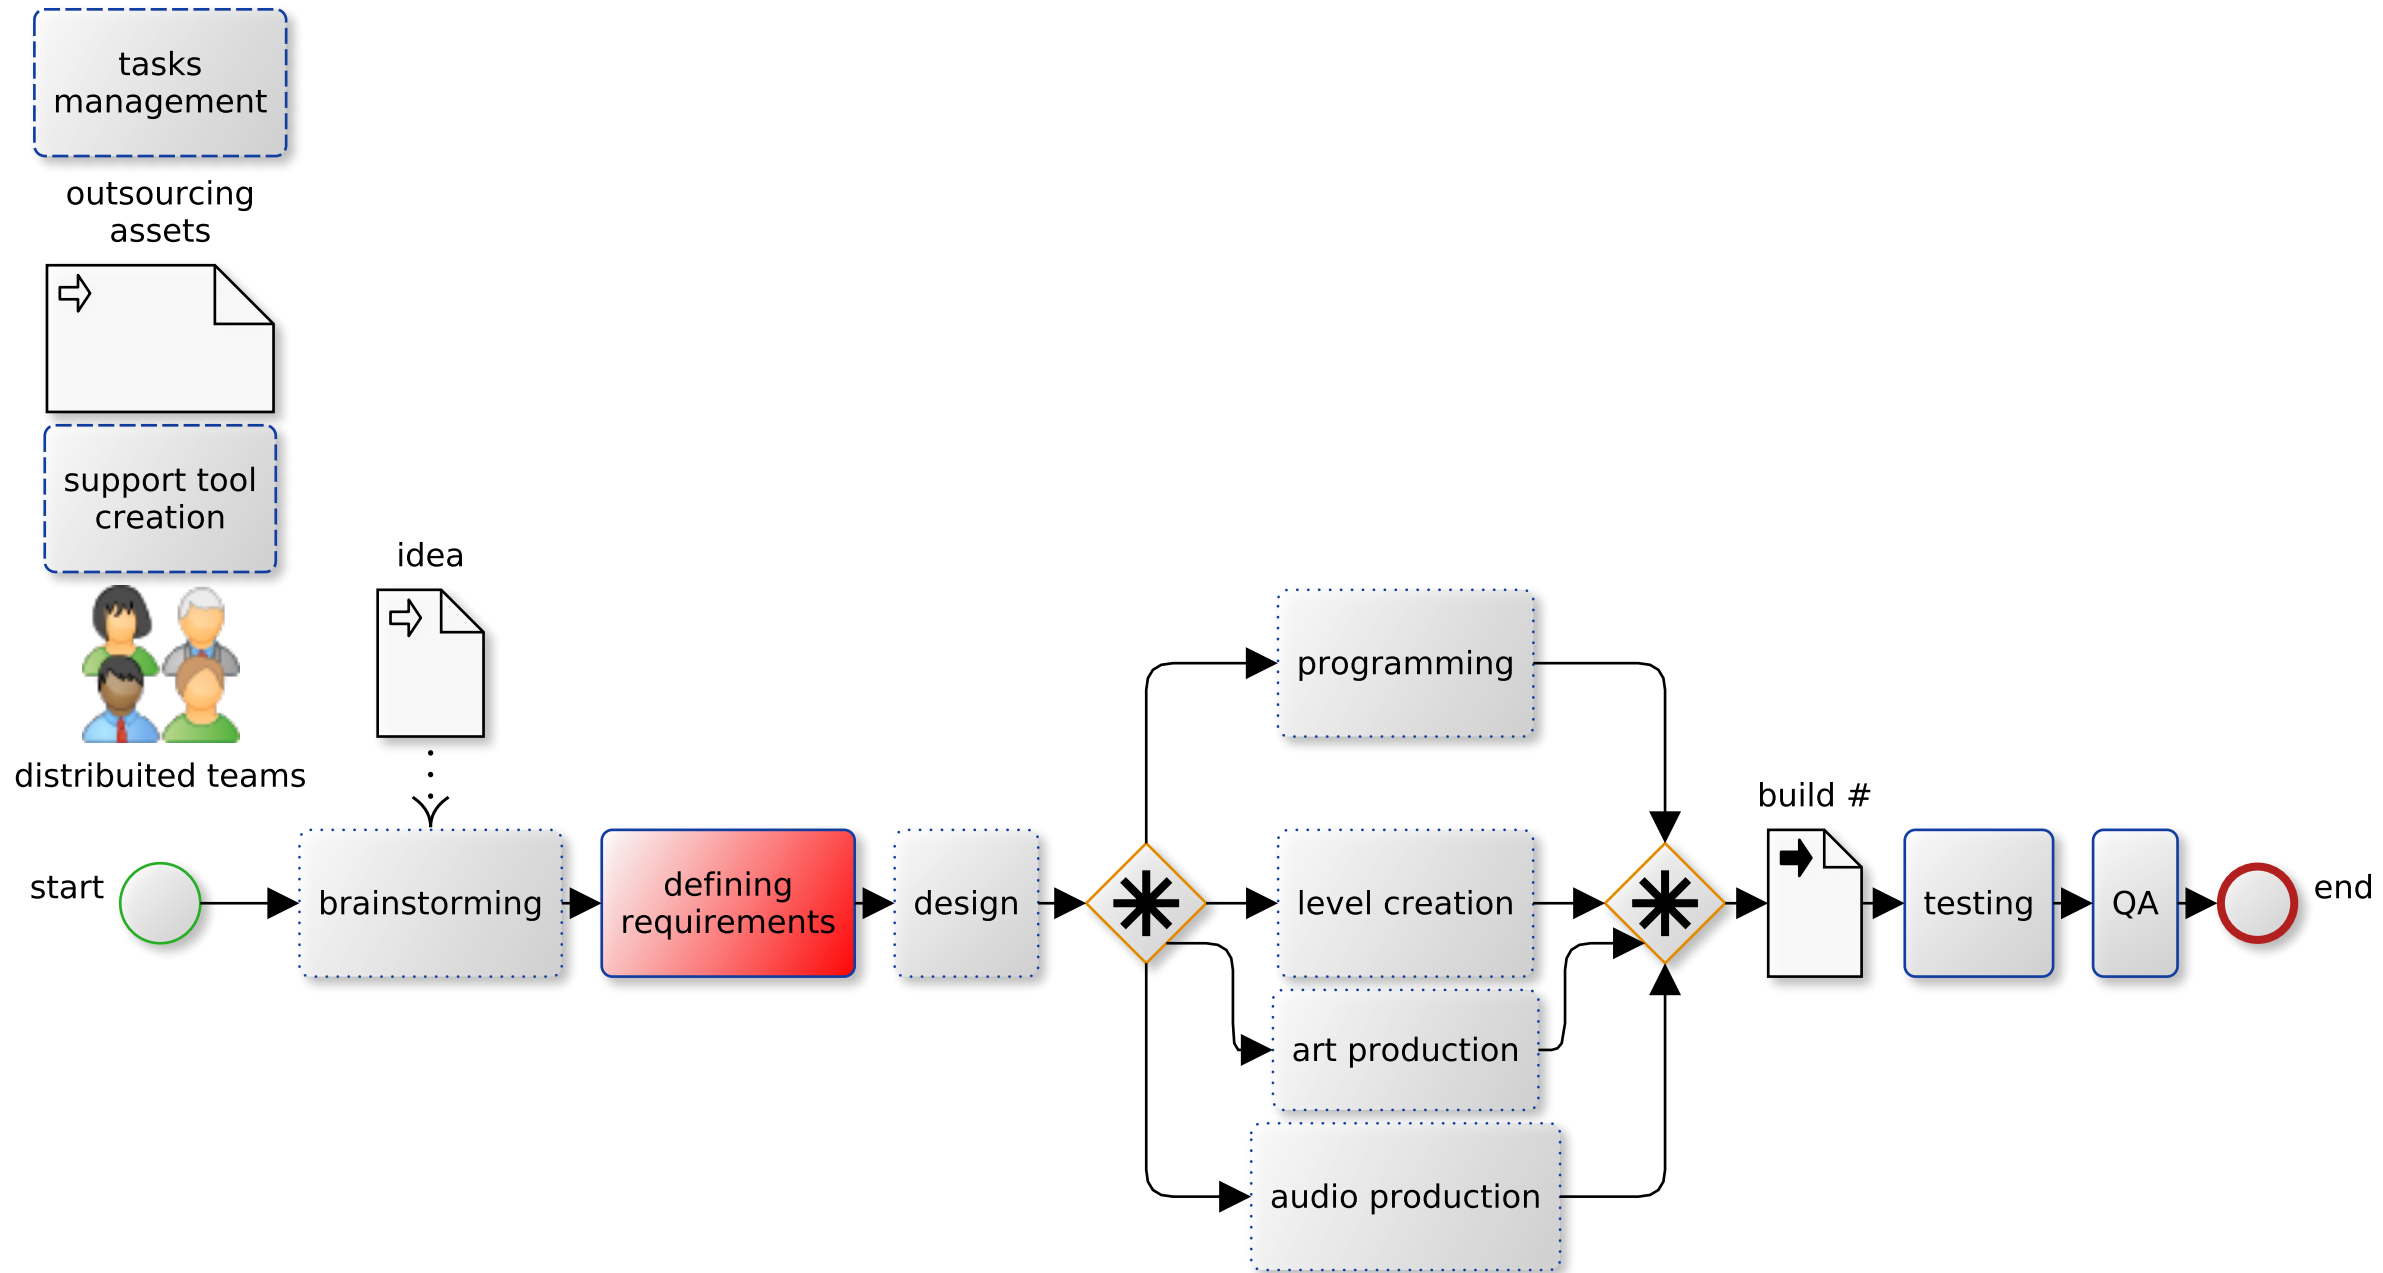 tasks
management
outsourcing
assets
support tool
creation
idea
programming
distribuited teams
build #
start
brainstorming
defining
requirements
design
level creation
testing
QA
end
art production
audio production